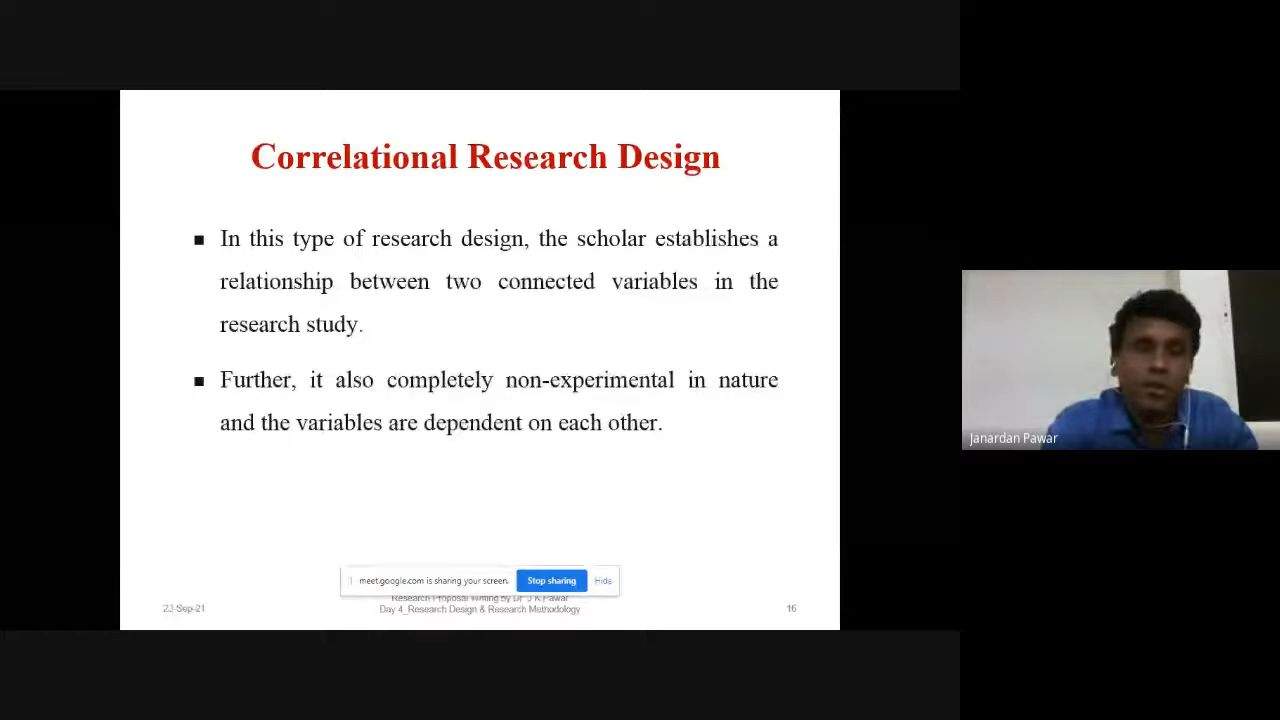 Correlational Research Design
■ In this type of research design, the scholar establishes a
relationship between two connected variables in the
research study.
■ Further, it also completely non-experimental in nature
and the variables are dependent on each other.
Janardan Pawar
meet.google.com is sharing your screen.
Stop sharing
Hide
Research Proposal Writing by Dr J K Pawar
23-Sep-21
Day 4_Research Design & Research Methodology
16